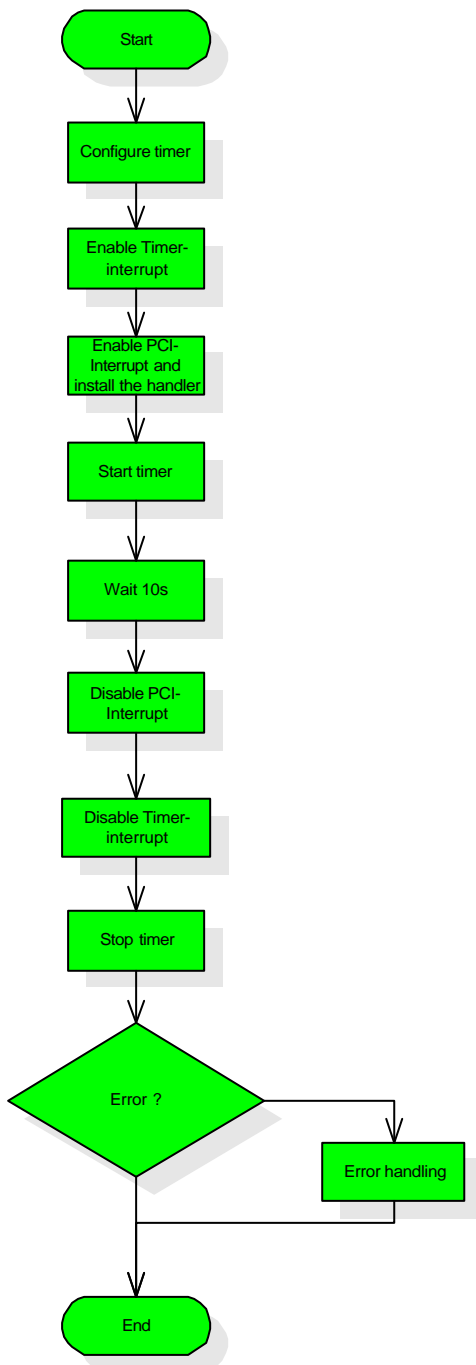 Start
Configure timer
Enable Timer-
interrupt
Enable PCI-
Interrupt and
install the handler
Start timer
Wait 10s
Disable PCI-
Interrupt
Disable Timer-
interrupt
Stop timer
Error ?
Error handling
End